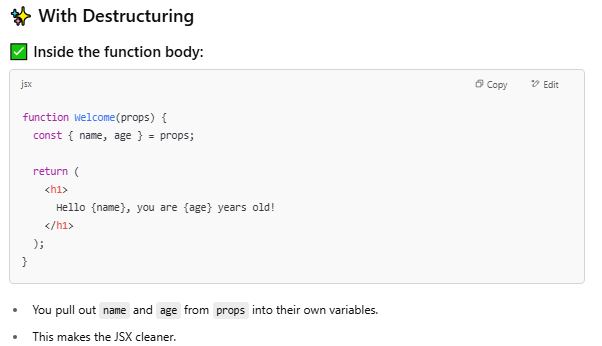 ✨ With Destructuring
✅ Inside the function body:
jsx
Copy
Edit
function Welcome(props) {
  const { name, age } = props;

  return (
    <h1>
      Hello {name}, you are {age} years old!
    </h1>
  );
}
• You pull out name and age from props into their own variables.
• This makes the JSX cleaner.